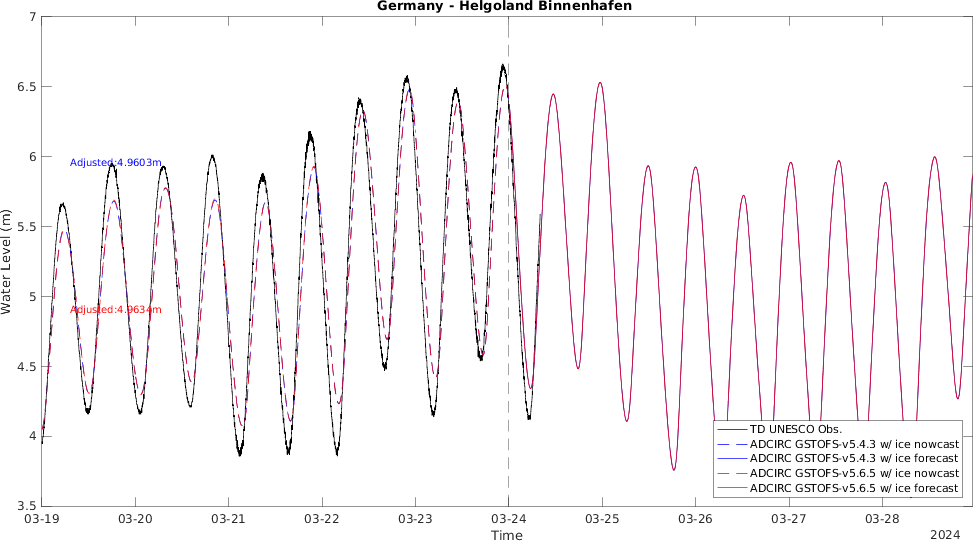 Germany - Helgoland Binnenhafen
7
6.5
6
5.5
5
4.5
4
3.5
Water Level (m)
Adjusted:4.9603m
Adjusted:4.9634m
TD UNESCO Obs.
ADCIRC GSTOFS-v5.4.3 w/ ice nowcast
ADCIRC GSTOFS-v5.4.3 w/ ice forecast
ADCIRC GSTOFS-v5.6.5 w/ ice nowcast
ADCIRC GSTOFS-v5.6.5 w/ ice forecast
03-19 03-20 03-21 03-22 03-23 03-24 03-25 03-26 03-27 03-28
Time
2024